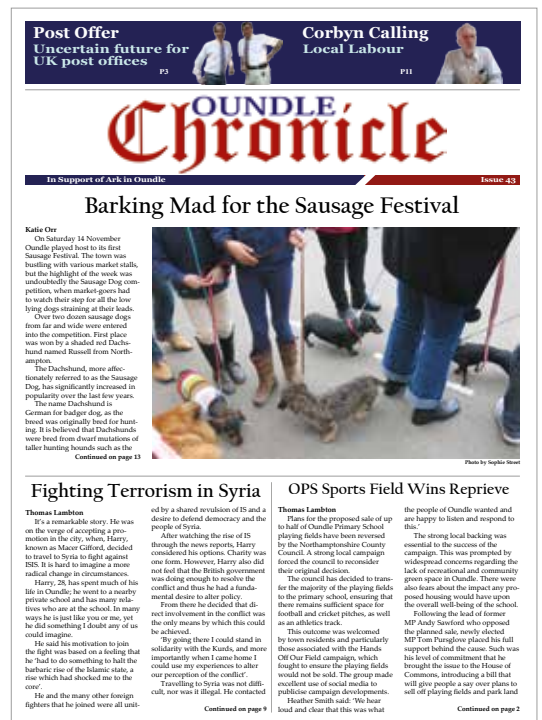 Post Offer
Uncertain future for
UK post offices
P3
Corbyn Calling
Local Labour
P11
OUNDLE
Chronicle
In Support of Ark in Oundle
Issue 43
Barking Mad for the Sausage Festival
Katie Orr
On Saturday 14 November
Oundle played host to its first
Sausage Festival. The town was
bustling with various market stalls,
but the highlight of the week was
undoubtedly the Sausage Dog com-
petition, when market-goers had
to watch their step for all the low
lying dogs straining at their leads.
Over two dozen sausage dogs
from far and wide were entered
into the competition. First place
was won by a shaded red Dachs-
hund named Russell from North-
ampton.
The Dachshund, more affec-
tionately referred to as the Sausage
Dog, has significantly increased in
popularity over the last few years.
The name Dachshund is
German for badger dog, as the
breed was originally bred for hunt-
ing. It is believed that Dachshunds
were bred from dwarf mutations of
taller hunting hounds such as the
Continued on page 13
Photo by Sophie Street
Fighting Terrorism in Syria
Thomas Lambton
It's a remarkable story. He was
on the verge of accepting a pro-
motion in the city, when, Harry,
known as Macer Gifford, decided
to travel to Syria to fight against
ISIS. It is hard to imagine a more
radical change in circumstances.
Harry, 28, has spent much of his
life in Oundle; he went to a nearby
private school and has many rela-
tives who are at the school. In many
ways he is just like you or me, yet
he did something I doubt any of us
could imagine.
He said his motivation to join
the fight was based on a feeling that
he 'had to do something to halt the
barbaric rise of the Islamic state, a
rise which had shocked me to the
core'.
He and the many other foreign
fighters that he joined were all unit-
ed by a shared revulsion of IS and a
desire to defend democracy and the
people of Syria.
After watching the rise of IS
through the news reports, Harry
considered his options. Charity was
one form. However, Harry also did
not feel that the British government
was doing enough to resolve the
conflict and thus he had a funda-
mental desire to alter policy.
From there he decided that di-
rect involvement in the conflict was
the only means by which this could
be achieved.
'By going there I could stand in
solidarity with the Kurds, and more
importantly when I came home I
could use my experiences to alter
our perception of the conflict'.
Travelling to Syria was not diffi-
cult, nor was it illegal. He contacted
Continued on page 9
OPS Sports Field Wins Reprieve
Thomas Lambton
Plans for the proposed sale of up
to half of Oundle Primary School
playing fields have been reversed
by the Northamptonshire County
Council. A strong local campaign
forced the council to reconsider
their original decision.
The council has decided to trans-
fer the majority of the playing fields
to the primary school, ensuring that
there remains sufficient space for
football and cricket pitches, as well
as an athletics track.
This outcome was welcomed
by town residents and particularly
those associated with the Hands
Off Our Field campaign, which
fought to ensure the playing fields
would not be sold. The group made
excellent use of social media to
publicise campaign developments.
Heather Smith said: 'We hear
loud and clear that this was what
the people of Oundle wanted and
are happy to listen and respond to
this.'
The strong local backing was
essential to the success of the
campaign. This was prompted by
widespread concerns regarding the
lack of recreational and community
green space in Oundle. There were
also fears about the impact any pro-
posed housing would have upon
the overall well-being of the school.
Following the lead of former
MP Andy Sawford who opposed
the planned sale, newly elected
MP Tom Pursglove placed his full
support behind the cause. Such was
his level of commitment that he
brought the issue to the House of
Commons, introducing a bill that
will give people a say over plans to
sell off playing fields and park land
Continued on page 2